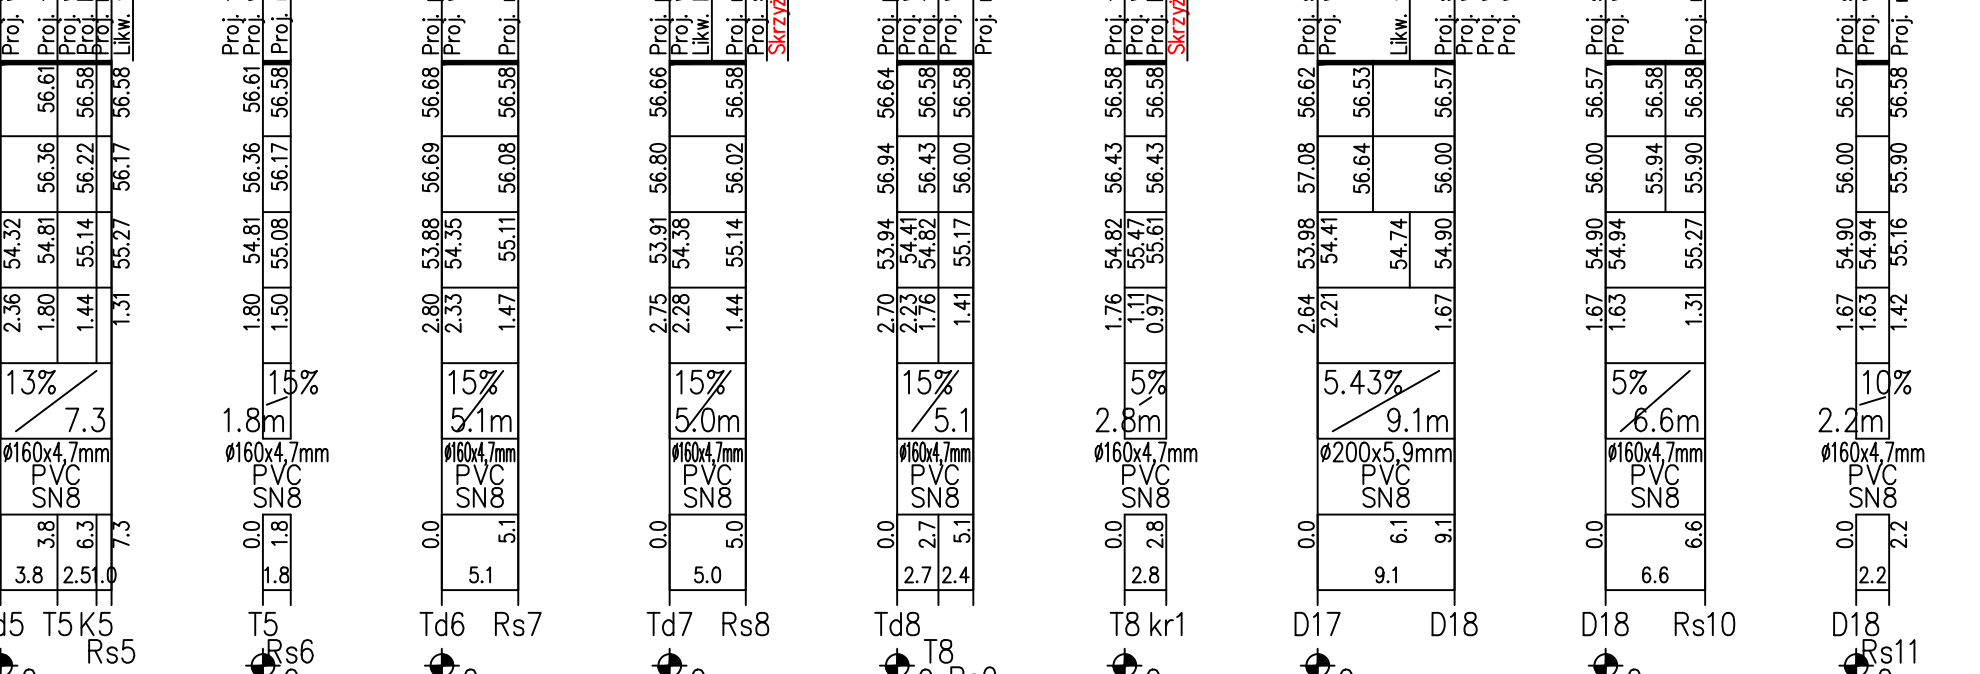 Proj. Proj. Proj. Proj. Likw. Proj. Proj. Proj. Proj. Proj. Proj. Proj. Proj. Likw. Proj. Proj. Skrzyż Proj. Proj. Proj. Proj. Proj. Proj. Proj. Proj. Skrzyż Proj. Proj. Likw. Proj. Proj. Proj. Proj. Proj. Proj. Proj. Proj. Proj. Proj.
56.61 56.58 56.58 56.61 56.58 56.68 56.58 56.66 56.58 56.64 56.58 56.58 56.58 56.58 56.62 56.53 56.57 56.57 56.58 56.58 56.57 56.58
56.36 56.22 56.17 56.36 56.17 56.69 56.08 56.80 56.02 56.94 56.43 56.00 56.43 56.43 57.08 56.64 56.00 56.00 55.94 55.90 56.00 55.90
54.32 54.81 55.14 55.27 54.81 55.08 53.88 54.35 55.11 53.91 54.38 55.14 53.94 54.41 54.82 55.17 54.82 55.47 55.61 53.98 54.41 54.74 54.90 54.90 54.94 55.27 54.90 54.94 55.16
2.36 1.80 1.44 1.31 1.80 1.50 2.80 2.33 1.47 2.75 2.28 1.44 2.70 2.23 1.76 1.41 1.76 1.11 0.97 2.64 2.21 1.67 1.67 1.63 1.31 1.67 1.63 1.42
13% 15% 15% 15% 15% 5% 5.43% 5% 10%
7.3 1.8m 5.1m 5.0m 5.1 2.8m 9.1m 6.6m 2.2m
ø160x4,7mm ø160x4,7mm ø160x4,7mm ø160x4,7mm ø160x4,7mm ø160x4,7mm ø200x5,9mm ø160x4,7mm ø160x4,7mm
PVC PVC PVC PVC PVC PVC PVC PVC PVC
SN8 SN8 SN8 SN8 SN8 SN8 SN8 SN8 SN8
3.8 6.3 7.3 0.0 1.8 0.0 5.1 0.0 5.0 0.0 2.7 5.1 0.0 2.8 0.0 6.1 9.1 0.0 6.6 0.0 2.2
3.8 2.5 1.0 1.8 5.1 5.0 2.7 2.4 2.8 9.1 6.6 2.2
d5 T5 K5 T5 Td6 Rs7 Td7 Rs8 Td8 T8 kr1 D17 D18 D18 Rs10 D18
Rs5 Rs6 T8 Rs11